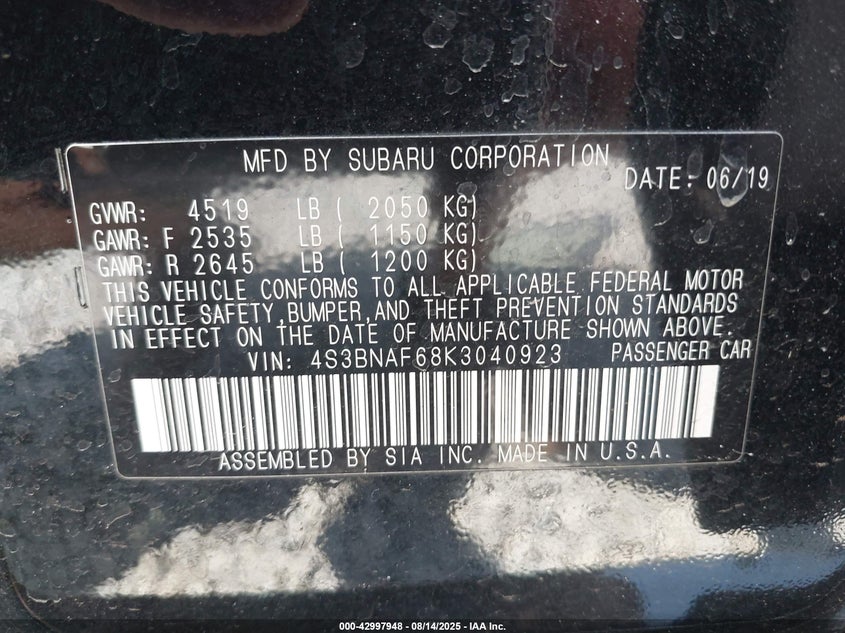 MFD BY SUBARU CORPORATION
DATE: 06/19
GVWR: 4519 LB ( 2050 KG)
GAWR: F 2535 LB ( 1150 KG)
GAWR: R 2645 LB ( 1200 KG)
THIS VEHICLE CONFORMS TO ALL APPLICABLE FEDERAL MOTOR
VEHICLE SAFETY, BUMPER, AND THEFT PREVENTION STANDARDS
IN EFFECT ON THE DATE OF MANUFACTURE SHOWN ABOVE.
VIN: 4S3BNAF68K3040923 PASSENGER CAR
ASSEMBLED BY SIA INC. MADE IN U.S.A.
000-42997948 - 08/14/2025 - IAA Inc.